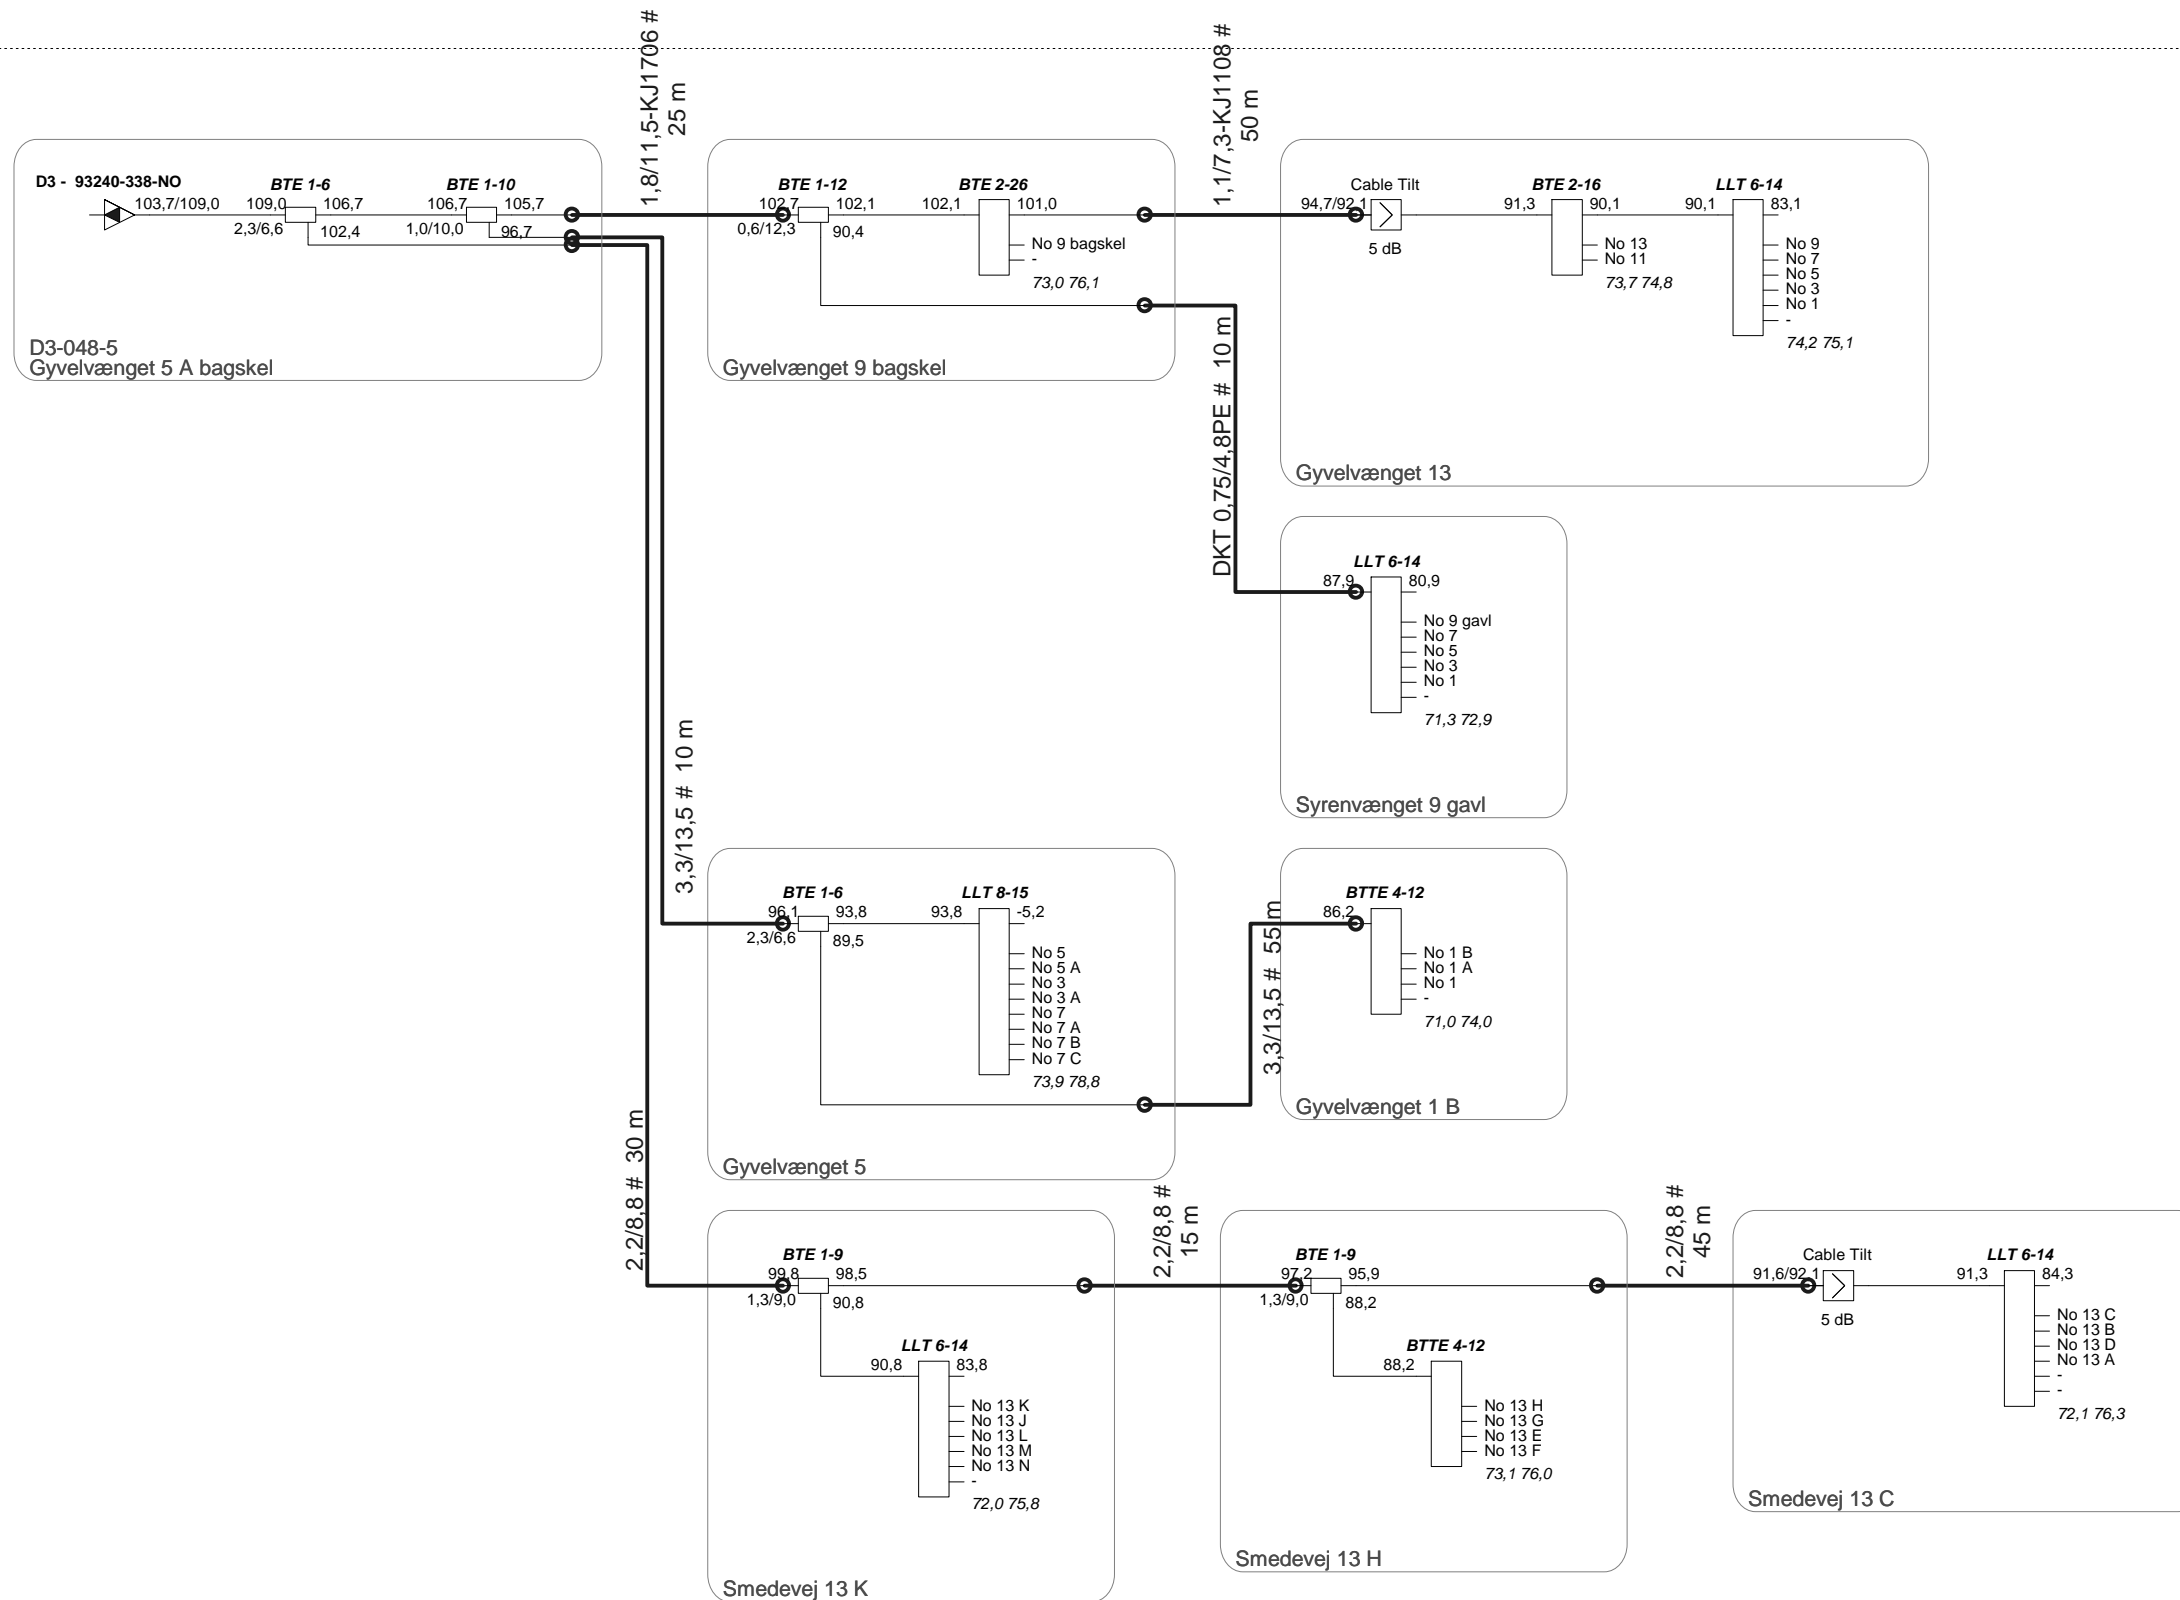 1,8/11,5-KJ1706 #
25 m
1,1/7,3-KJ1108 #
50 m
D3 - 93240-338-NO
103,7/109,0
BTE 1-6
109,0
106,7
2,3/6,6
102,4
BTE 1-10
106,7
105,7
1,0/10,0
96,7
D3-048-5
Gyvelvænget 5 A bagskel
BTE 1-12
102,7
102,1
0,6/12,3
90,4
BTE 2-26
102,1
101,0
No 9 bagskel
-
73,0 76,1
Gyvelvænget 9 bagskel
Cable Tilt
94,7/92,1
5 dB
BTE 2-16
91,3
90,1
No 13
No 11
73,7 74,8
LLT 6-14
90,1
83,1
No 9
No 7
No 5
No 3
No 1
-
74,2 75,1
Gyvelvænget 13
DKT 0,75/4,8PE # 10 m
LLT 6-14
87,9
80,9
No 9 gavl
No 7
No 5
No 3
No 1
-
71,3 72,9
Syrenvænget 9 gavl
3,3/13,5 # 10 m
BTE 1-6
96,1
93,8
2,3/6,6
89,5
LLT 8-15
93,8
-5,2
No 5
No 5 A
No 3
No 3 A
No 7
No 7 A
No 7 B
No 7 C
73,9 78,8
Gyvelvænget 5
3,3/13,5 # 55 m
BTTE 4-12
86,2
No 1 B
No 1 A
No 1
-
71,0 74,0
Gyvelvænget 1 B
2,2/8,8 # 30 m
BTE 1-9
99,8
98,5
1,3/9,0
90,8
LLT 6-14
90,8
83,8
No 13 K
No 13 J
No 13 L
No 13 M
No 13 N
-
72,0 75,8
Smedevej 13 K
2,2/8,8 #
15 m
BTE 1-9
97,2
95,9
1,3/9,0
88,2
BTTE 4-12
88,2
No 13 H
No 13 G
No 13 E
No 13 F
73,1 76,0
Smedevej 13 H
2,2/8,8 #
45 m
Cable Tilt
91,6/92,1
5 dB
LLT 6-14
91,3
84,3
No 13 C
No 13 B
No 13 D
No 13 A
-
-
72,1 76,3
Smedevej 13 C